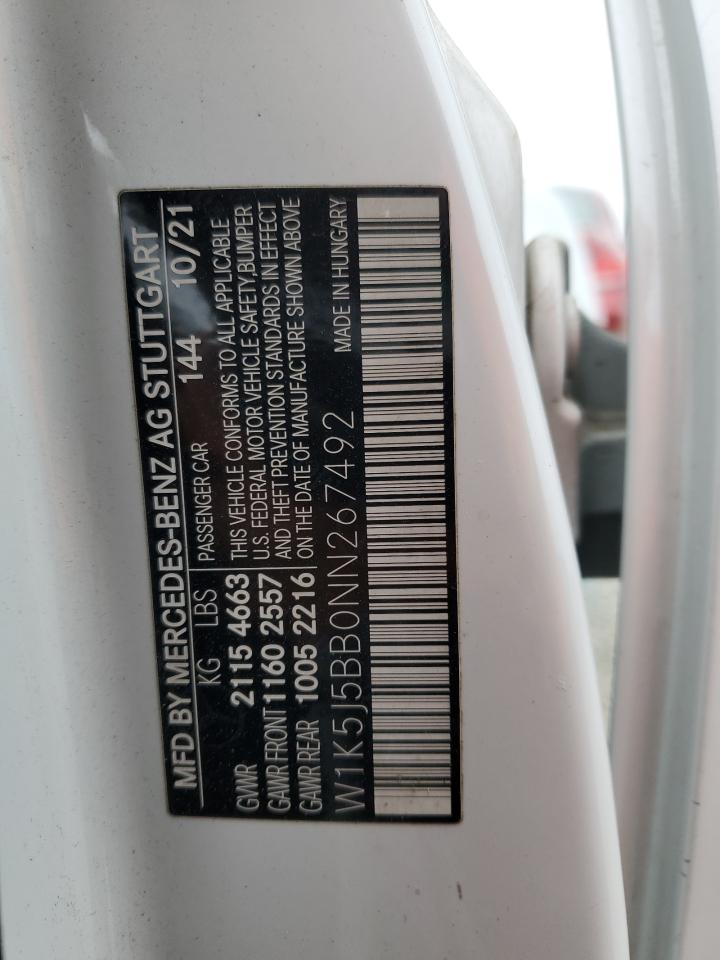 MFD BY MERCEDES-BENZ AG STUTTGART
KG LBS PASSENGER CAR 144 10/21
GVWR 2115 4663 THIS VEHICLE CONFORMS TO ALL APPLICABLE
U.S. FEDERAL MOTOR VEHICLE SAFETY,BUMPER
GAWR FRONT 1160 2557 AND THEFT PREVENTION STANDARDS IN EFFECT
GAWR REAR 1005 2216 ON THE DATE OF MANUFACTURE SHOWN ABOVE
W1K5J5BB0NN267492 MADE IN HUNGARY